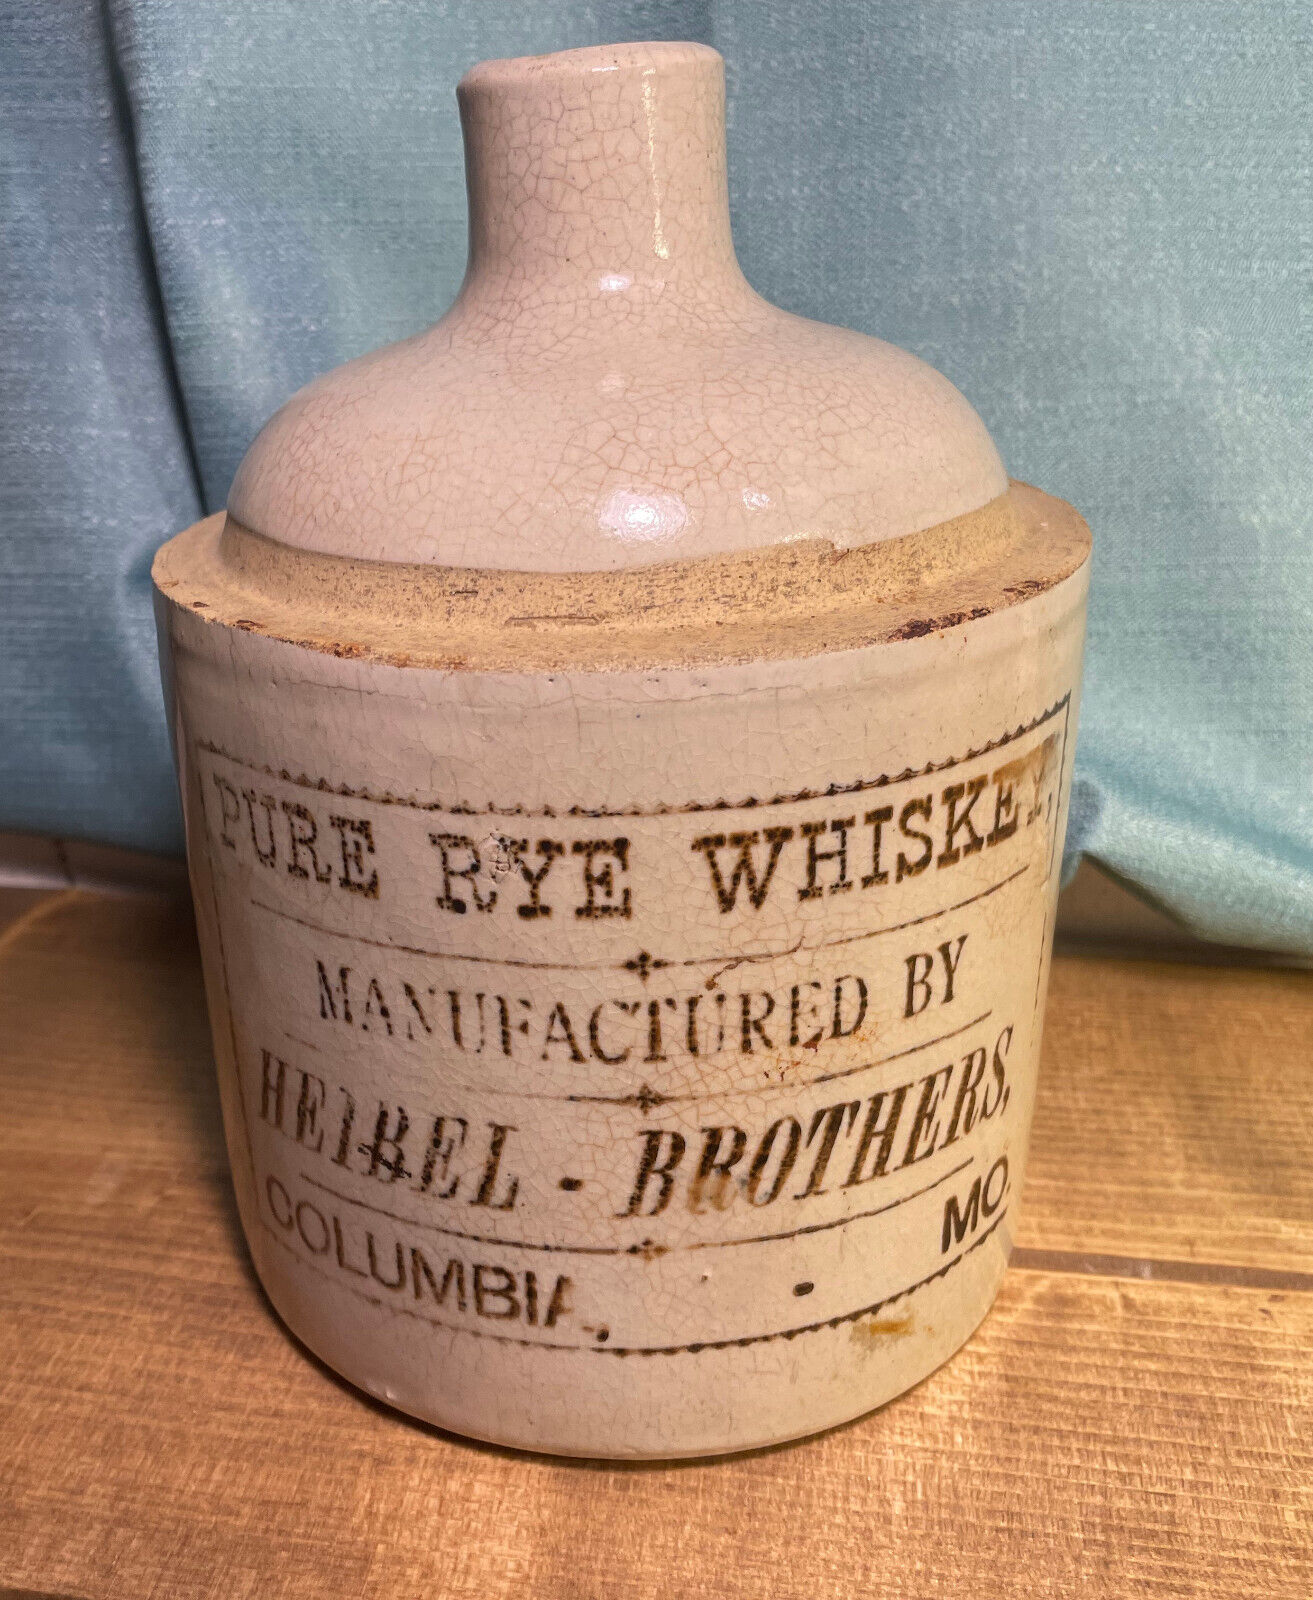 PURE RYE WHISKEY,
MANUFACTURED BY
HEIBEL - BROTHERS,
COLUMBIA, . MO.